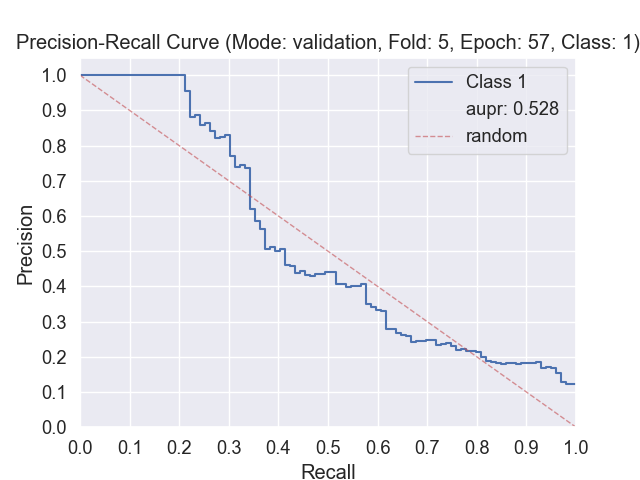 Precision-Recall Curve (Mode: validation, Fold: 5, Epoch: 57, Class: 1)
Class 1
aupr: 0.528
random
Precision
1.0
0.9
0.8
0.7
0.6
0.5
0.4
0.3
0.2
0.1
0.0
0.0 0.1 0.2 0.3 0.4 0.5 0.6 0.7 0.8 0.9 1.0
Recall